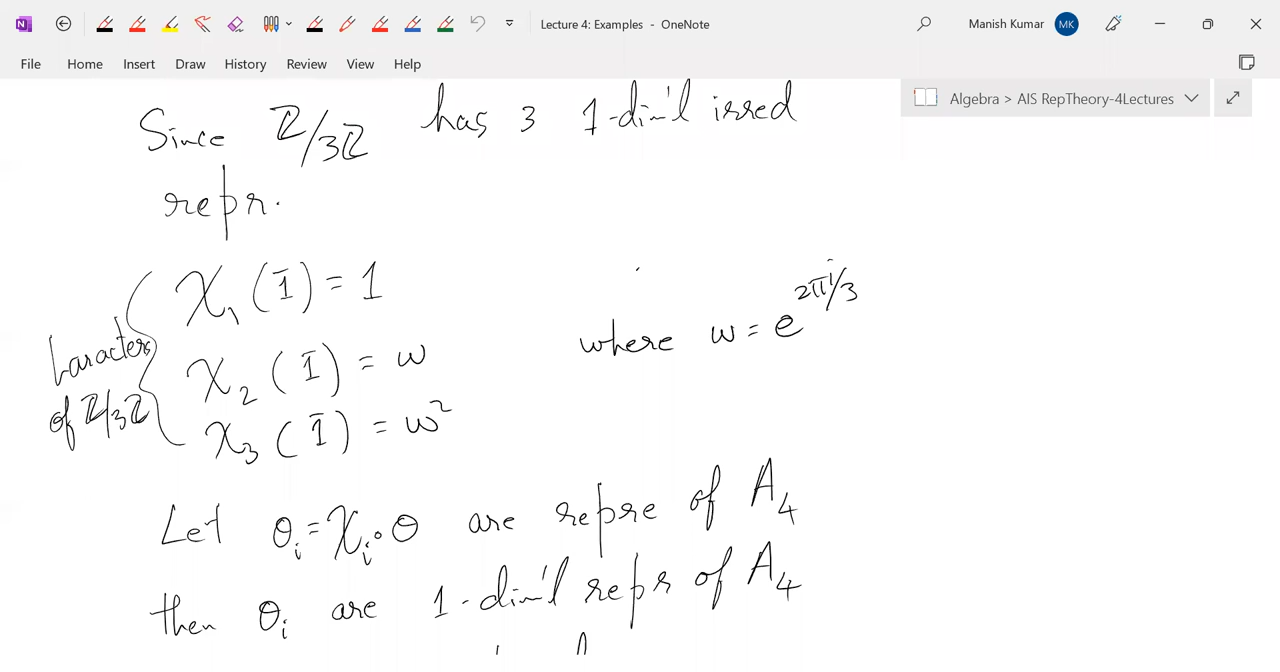 Lecture 4: Examples - OneNote
Manish Kumar MK
File Home Insert Draw History Review View Help
Algebra > AIS RepTheory-4Lectures
Since ℤ/3ℤ has 3 1-dim'l irred
repr.
χ₁(1̄) = 1
where ω = e^{2πi/3}
χ₂(1̄) = ω
χ₃(1̄) = ω²
haracters
of ℤ/3ℤ
Let θᵢ = χᵢ∘θ are repre of A₄
then θᵢ are 1-dim'l repr of A₄